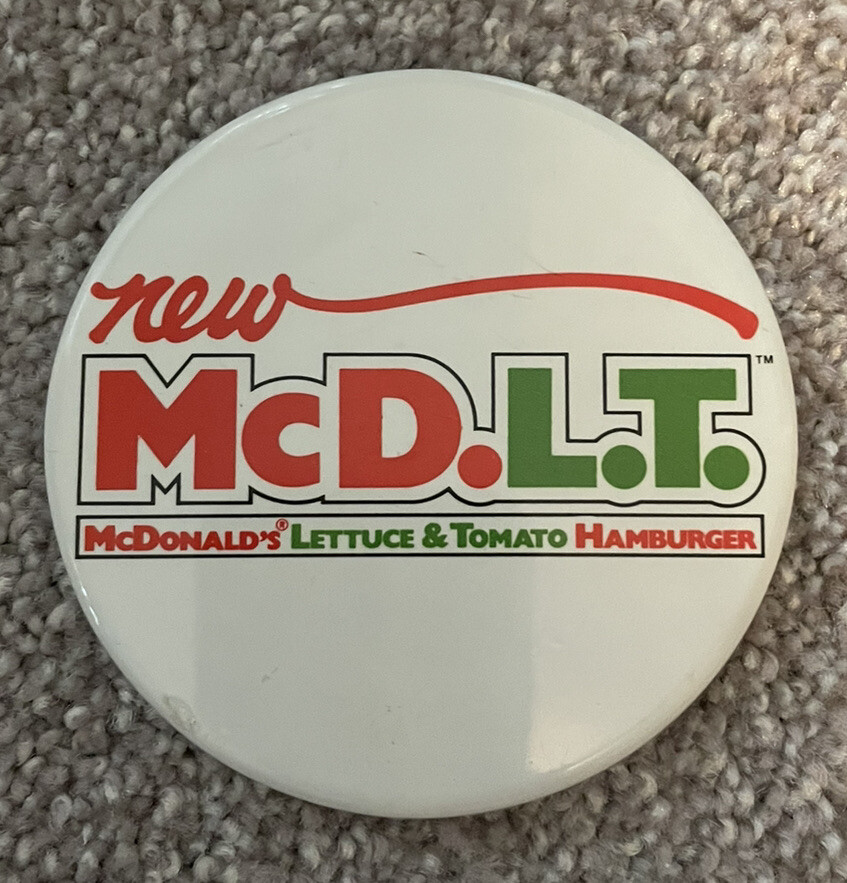 new
McD.L.T.™
McDonald's® Lettuce & Tomato Hamburger